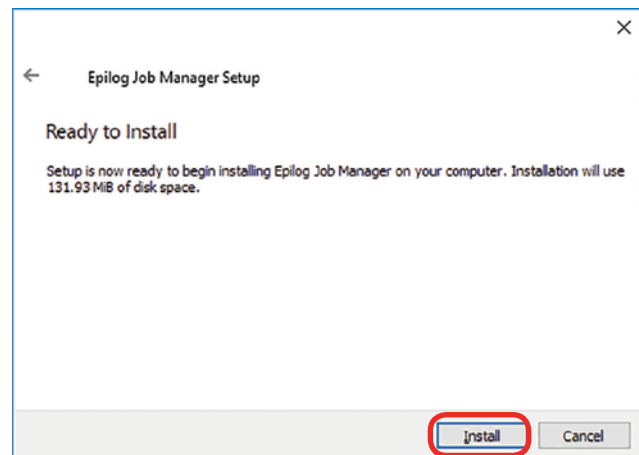 Epilog Job Manager Setup
Ready to Install
Setup is now ready to begin installing Epilog Job Manager on your computer. Installation will use
131.93 MiB of disk space.
Install
Cancel